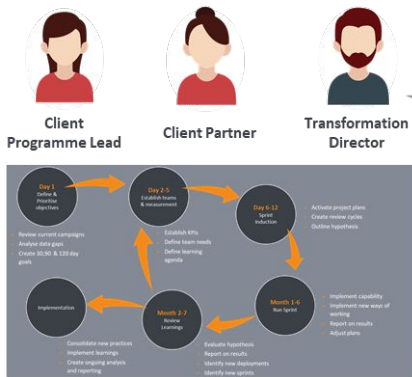 Client
Programme Lead
Client Partner
Transformation
Director
Day 1
Define &
Prioritise
objectives
Day 2-5
Establish teams
& measurement
Day 6-12
Sprint
Induction
Review current campaigns
Analyse data gaps
Create 30,90 & 120 day
goals
Establish KPIs
Define team needs
Define learning
agenda
Activate project plans
Create review cycles
Outline hypothesis
Implementation
Month 2-7
Review
Learnings
Month 1-6
Run Sprint
Implement capability
Implement new ways of
working
Report on results
Adjust plans
Consolidate new practices
Implement learnings
Create ongoing analysis
and reporting
Evaluate hypothesis
Report on results
Identify new deployments
Identify new sprints